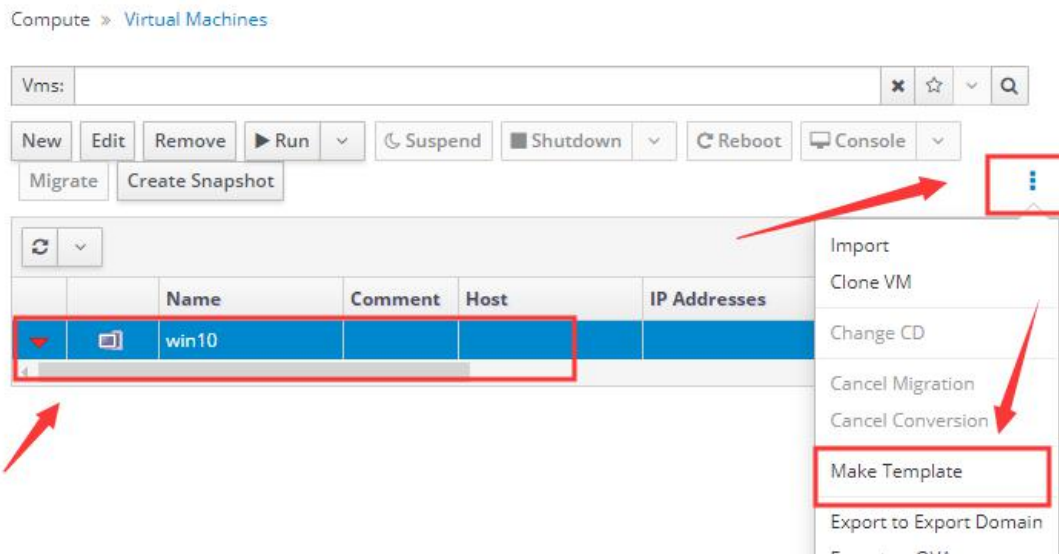 Compute » Virtual Machines
Vms:
New Edit Remove Run Suspend Shutdown Reboot Console
Migrate Create Snapshot
Import
Clone VM
Name Comment Host IP Addresses
win10
Change CD
Cancel Migration
Cancel Conversion
Make Template
Export to Export Domain